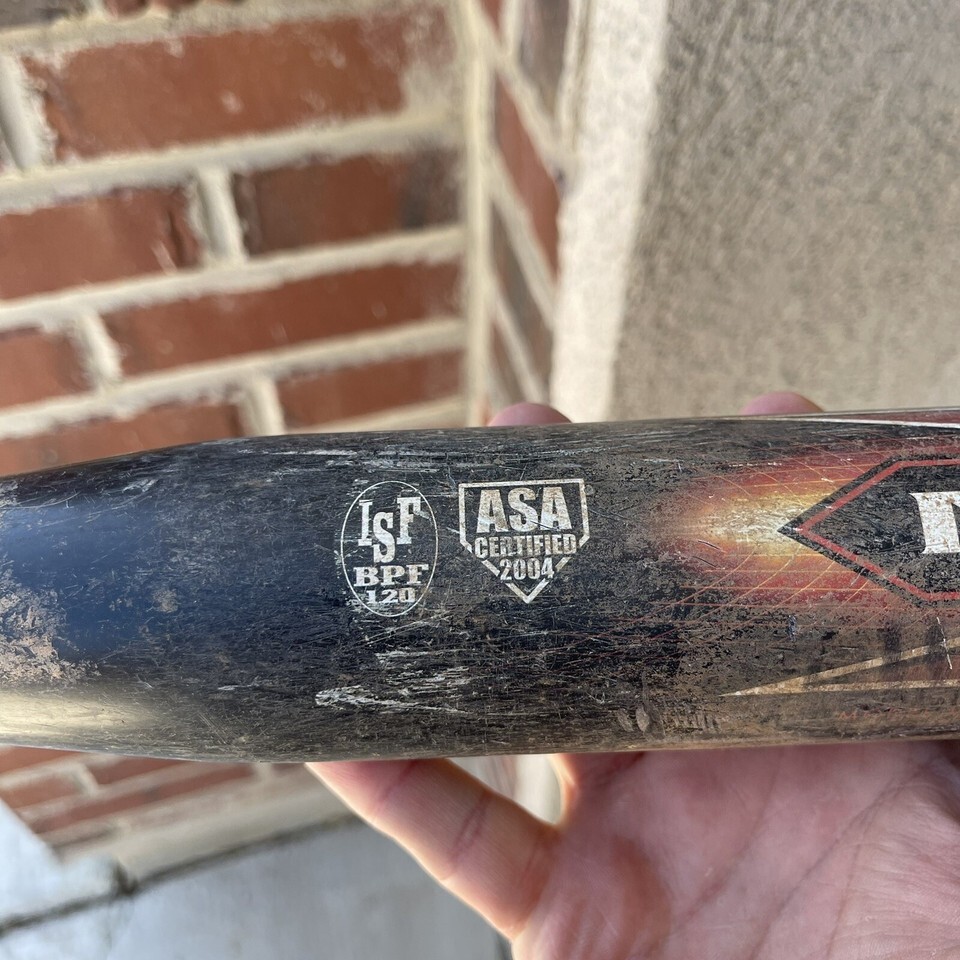 ISF
BPF
120
ASA
CERTIFIED
2004